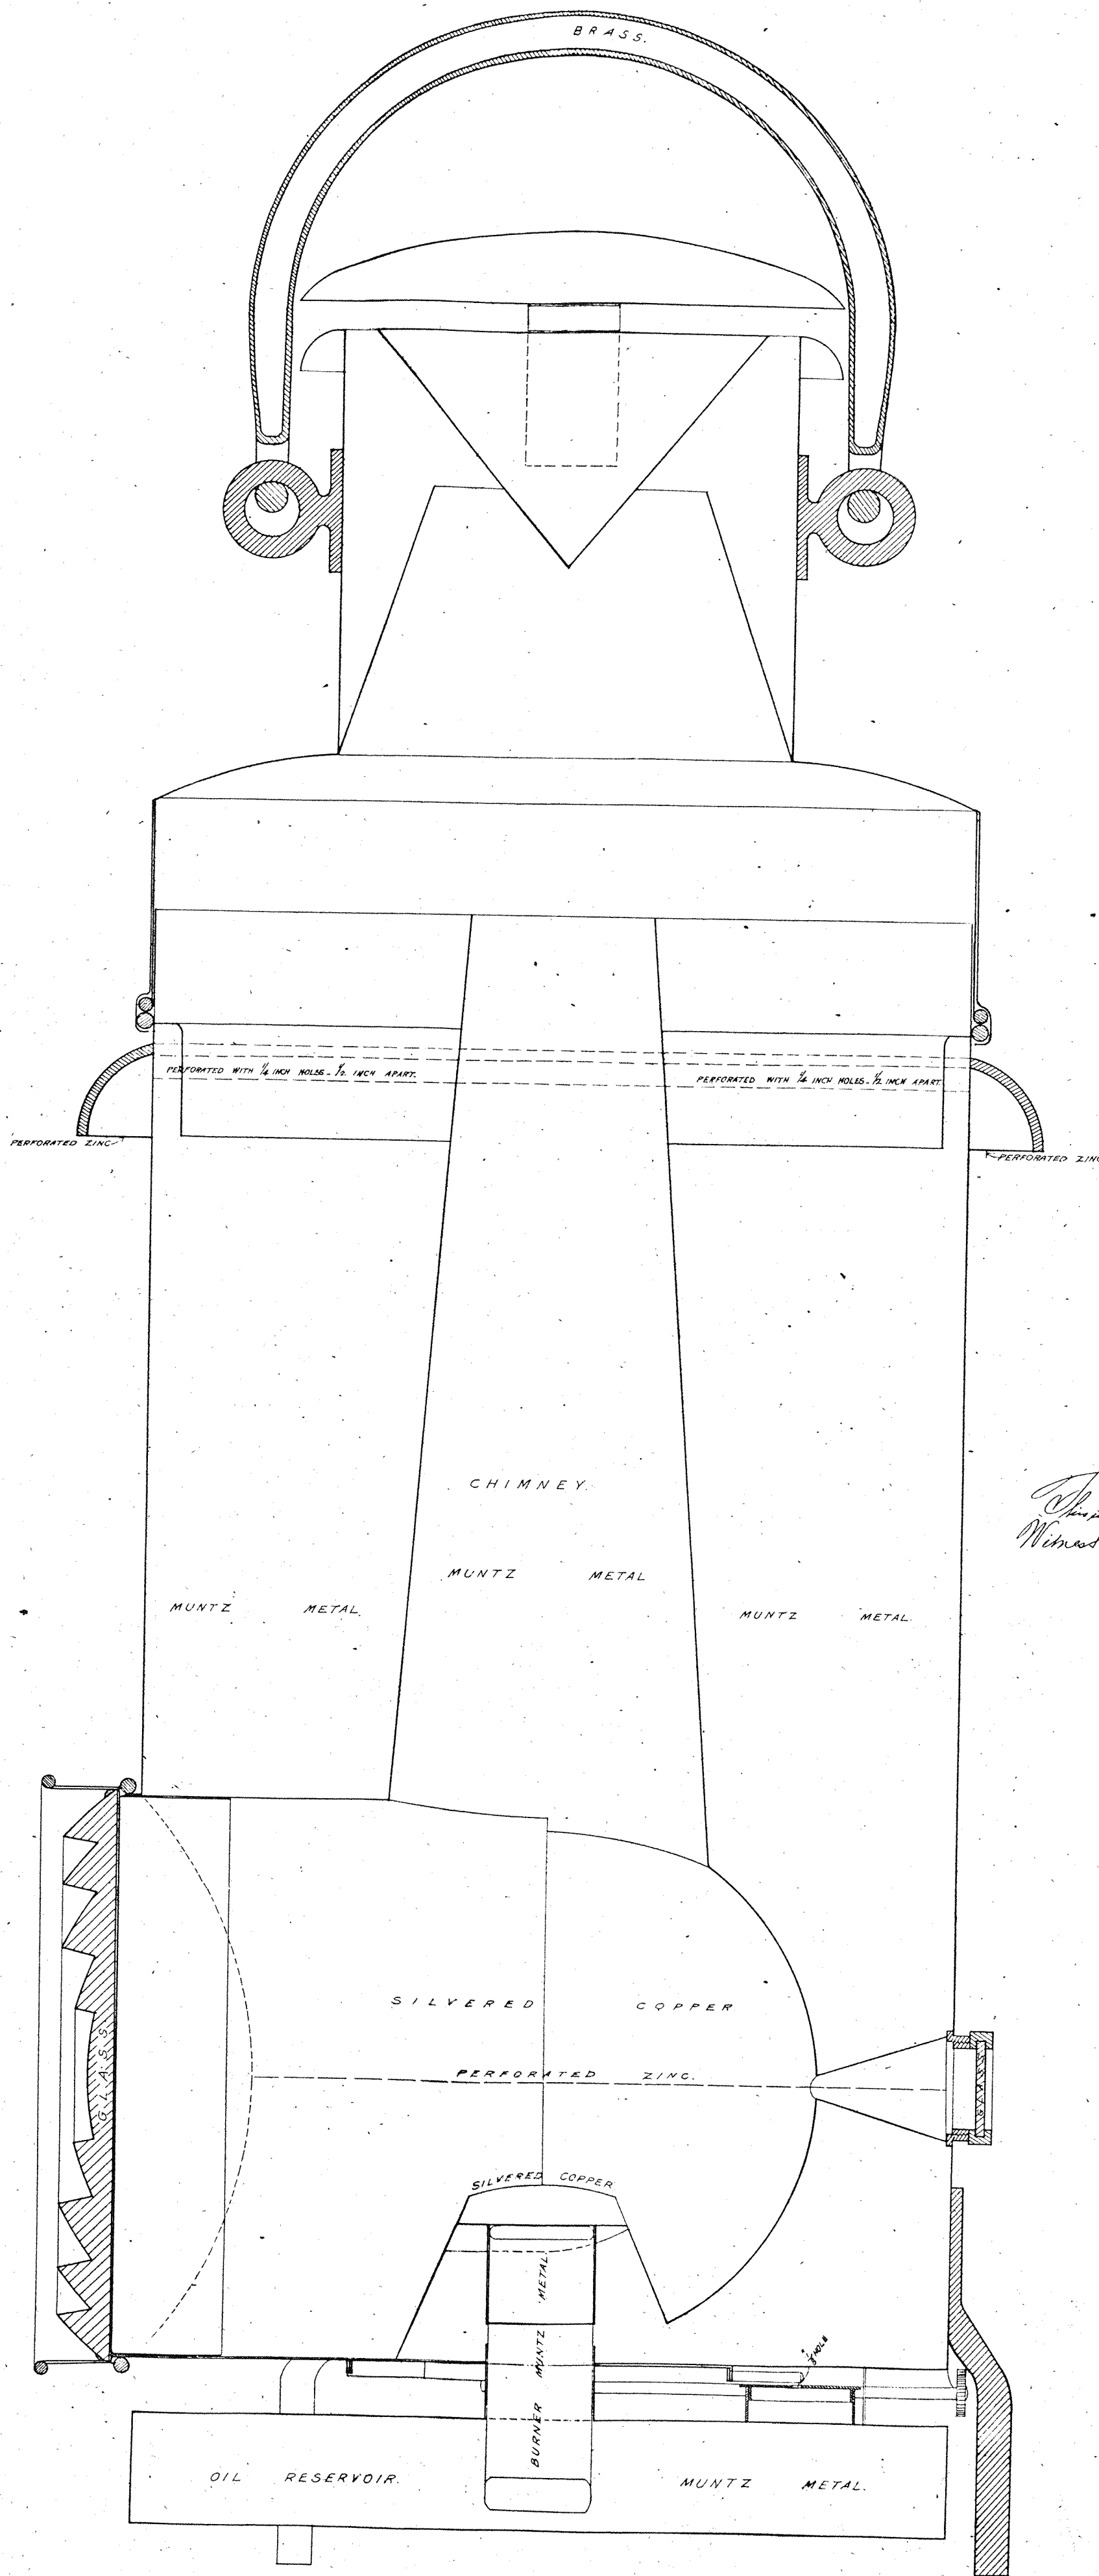 BRASS.
PERFORATED WITH 1/4 INCH HOLES - 1/2 INCH APART.
PERFORATED WITH 1/4 INCH HOLES - 1/2 INCH APART.
PERFORATED ZINC
PERFORATED ZINC
CHIMNEY.
MUNTZ METAL
MUNTZ METAL.
MUNTZ METAL.
Witness
SILVERED COPPER
GLASS
PERFORATED ZINC.
GLASS
SILVERED COPPER
BURNER MUNTZ METAL
HOLE
OIL RESERVOIR.
MUNTZ METAL.